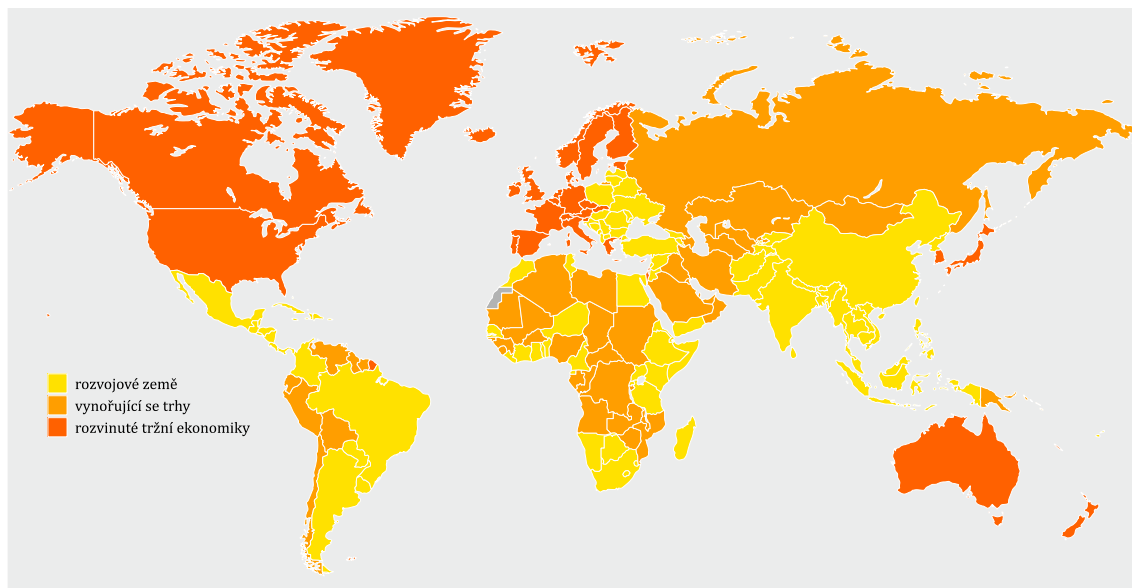 rozvojové země
vynořující se trhy
rozvinuté tržní ekonomiky